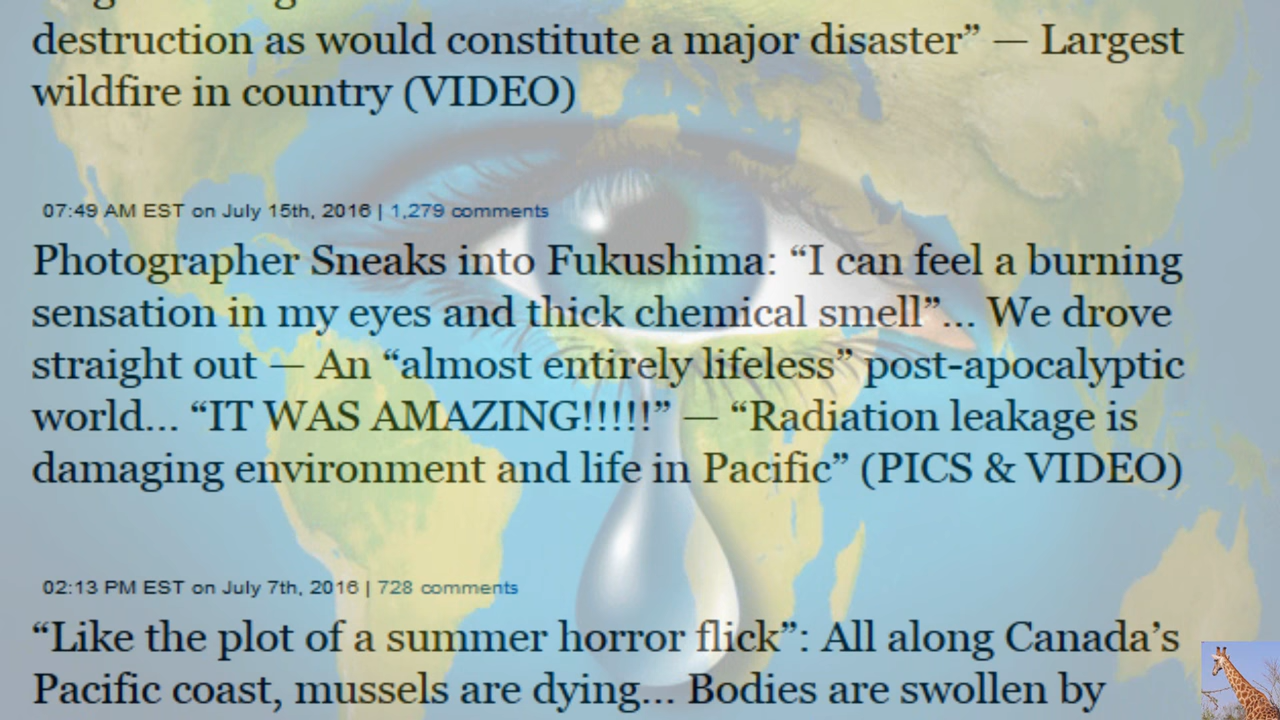 destruction as would constitute a major disaster” — Largest
wildfire in country (VIDEO)
07:49 AM EST on July 15th, 2016 | 1,279 comments
Photographer Sneaks into Fukushima: “I can feel a burning
sensation in my eyes and thick chemical smell”... We drove
straight out — An “almost entirely lifeless” post-apocalyptic
world... “IT WAS AMAZING!!!!!” — “Radiation leakage is
damaging environment and life in Pacific” (PICS & VIDEO)
02:13 PM EST on July 7th, 2016 | 728 comments
“Like the plot of a summer horror flick”: All along Canada’s
Pacific coast, mussels are dying... Bodies are swollen by